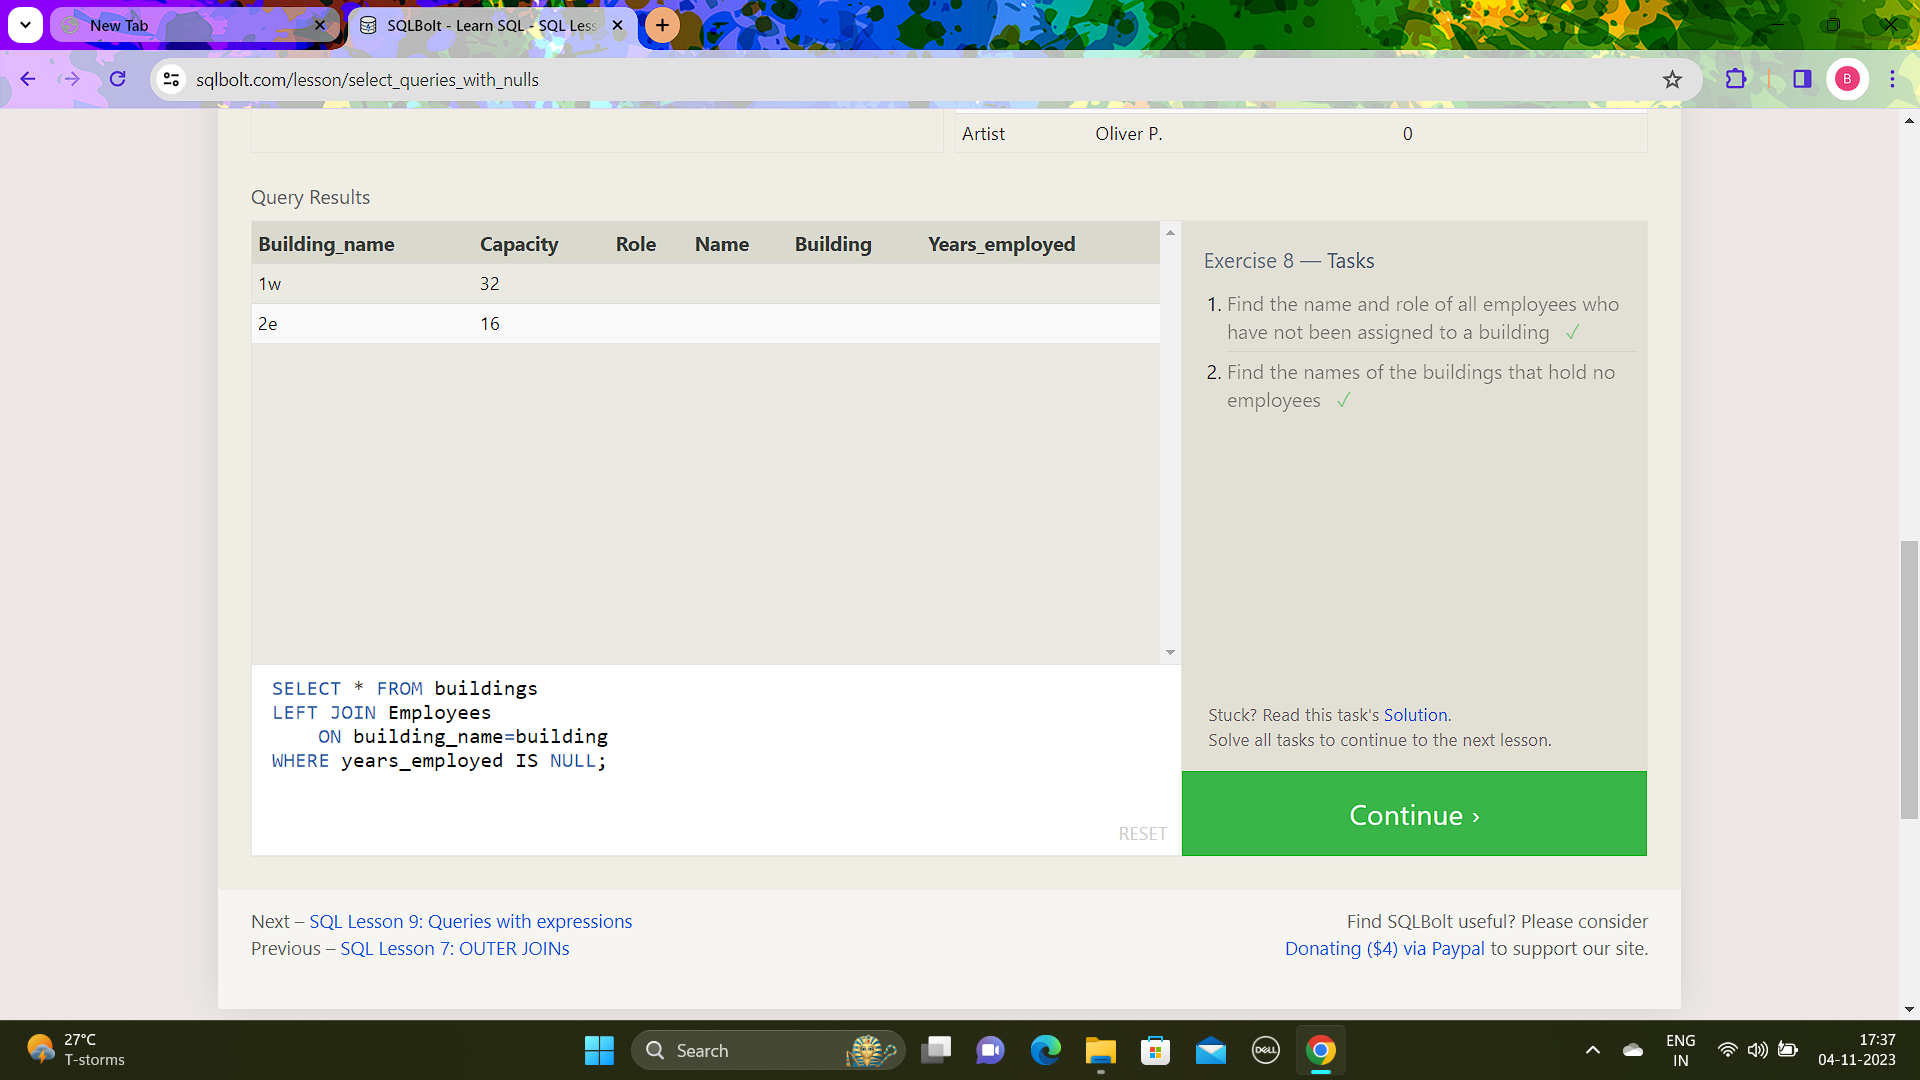 New Tab
SQLBolt - Learn SQL - SQL Less
sqlbolt.com/lesson/select_queries_with_nulls
B
Artist Oliver P. 0
Query Results
Building_name Capacity Role Name Building Years_employed
1w 32
2e 16
Exercise 8 — Tasks
1. Find the name and role of all employees who
have not been assigned to a building ✓
2. Find the names of the buildings that hold no
employees ✓
SELECT * FROM buildings
LEFT JOIN Employees
ON building_name=building
WHERE years_employed IS NULL;
RESET
Stuck? Read this task's Solution.
Solve all tasks to continue to the next lesson.
Continue ›
Next – SQL Lesson 9: Queries with expressions
Previous – SQL Lesson 7: OUTER JOINs
Find SQLBolt useful? Please consider
Donating ($4) via Paypal to support our site.
27°C
T-storms
Search
DELL
ENG
IN
17:37
04-11-2023